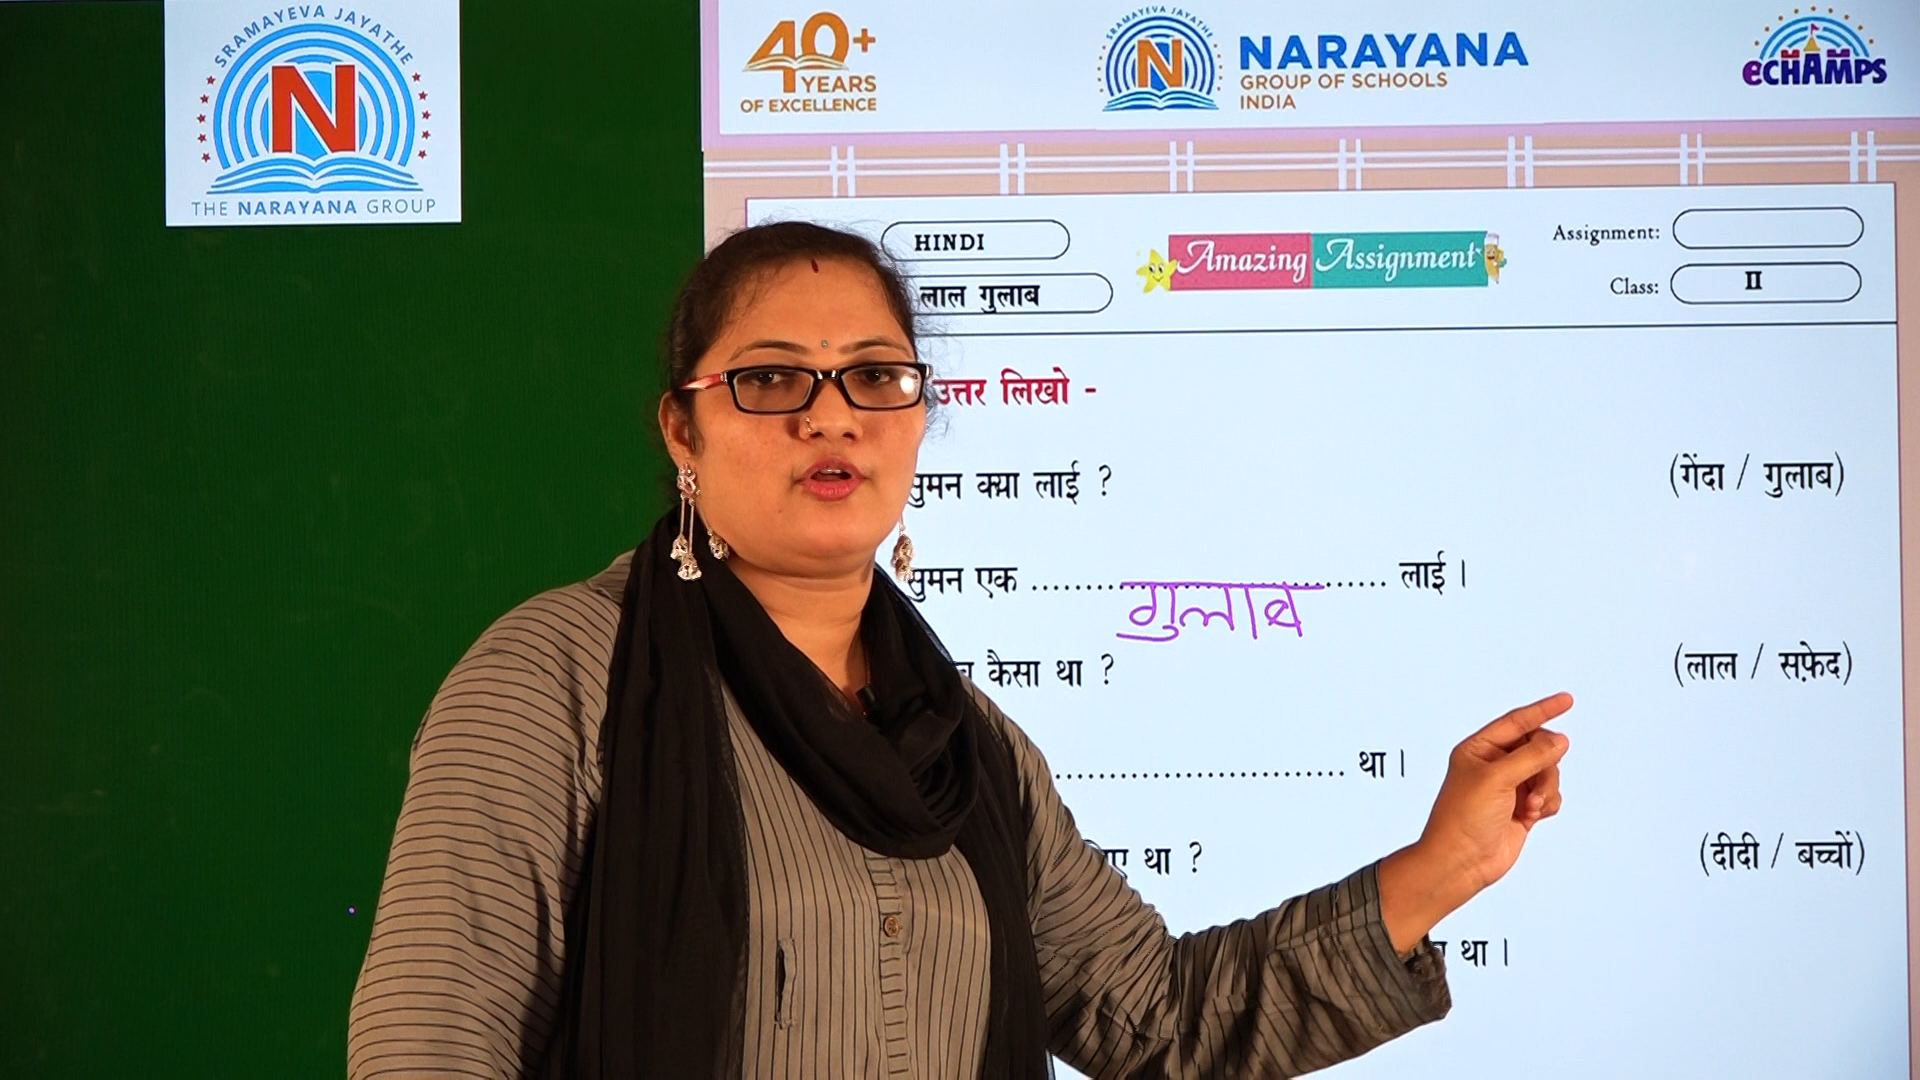 SRAMAYEVA JAYATHE
N
THE NARAYANA GROUP
40+
YEARS
OF EXCELLENCE
SRAMAYEVA JAYATHE
N
NARAYANA
GROUP OF SCHOOLS
INDIA
eCHAMPS
HINDI
लाल गुलाब
Amazing Assignment
Assignment:
Class: II
उत्तर लिखो -
सुमन क्या लाई ? (गेंदा / गुलाब)
सुमन एक .................................... लाई ।
गुलाब
कैसा था ? (लाल / सफ़ेद)
............................. था ।
था ? (दीदी / बच्चों)
था ।